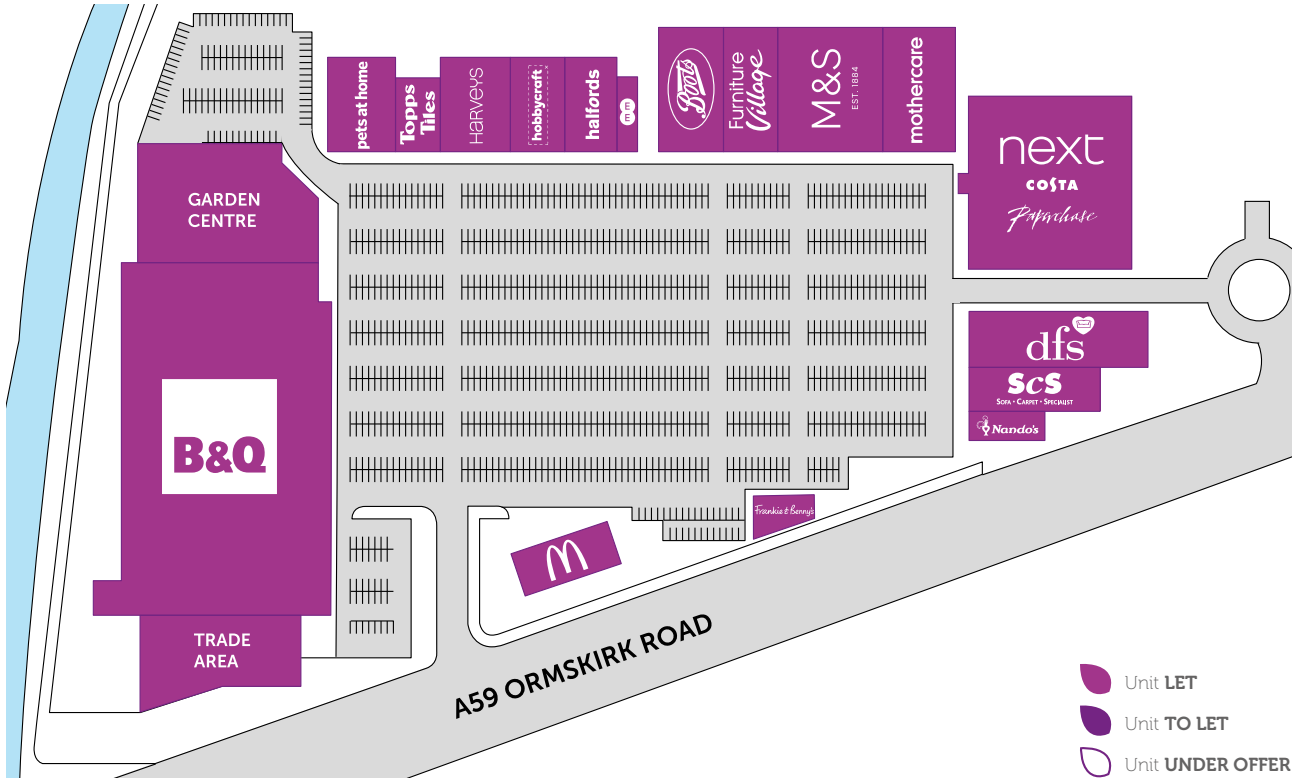 pets at home
Topps
Tiles
HARVEYS
hobbycraft
halfords
EE
Boots
Furniture
Village
M&S
EST. 1884
mothercare
next
COSTA
Paperchase
GARDEN
CENTRE
B&Q
dfs
ScS
SOFA • CARPET • SPECIALIST
Nando's
Frankie & Benny's
M
TRADE
AREA
A59 ORMSKIRK ROAD
Unit LET
Unit TO LET
Unit UNDER OFFER